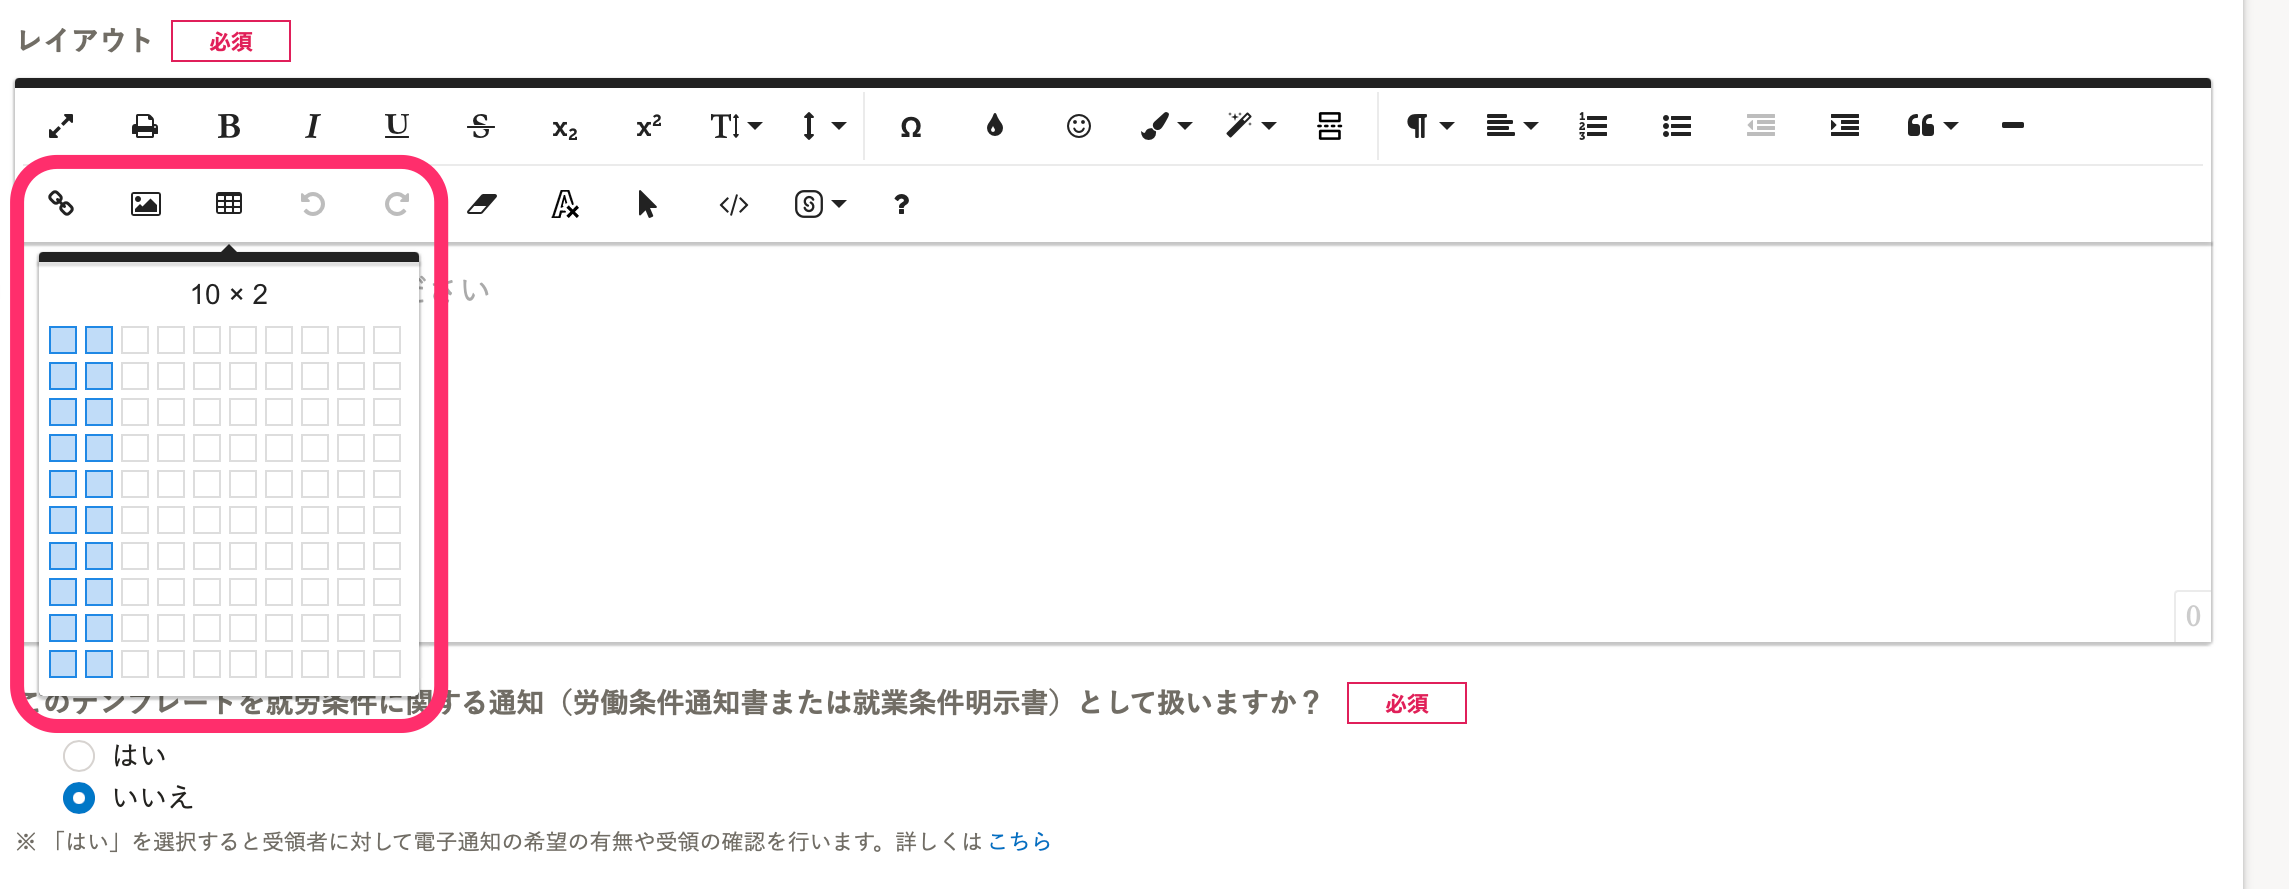 レイアウト 必須
B I U S x₂ x² T Ω ¶ 1 2 3
</> S ?
10 × 2
さい
0
このテンプレートを就労条件に関する通知（労働条件通知書または就業条件明示書）として扱いますか？ 必須
はい
いいえ
※ 「はい」を選択すると受領者に対して電子通知の希望の有無や受領の確認を行います。詳しくは こちら